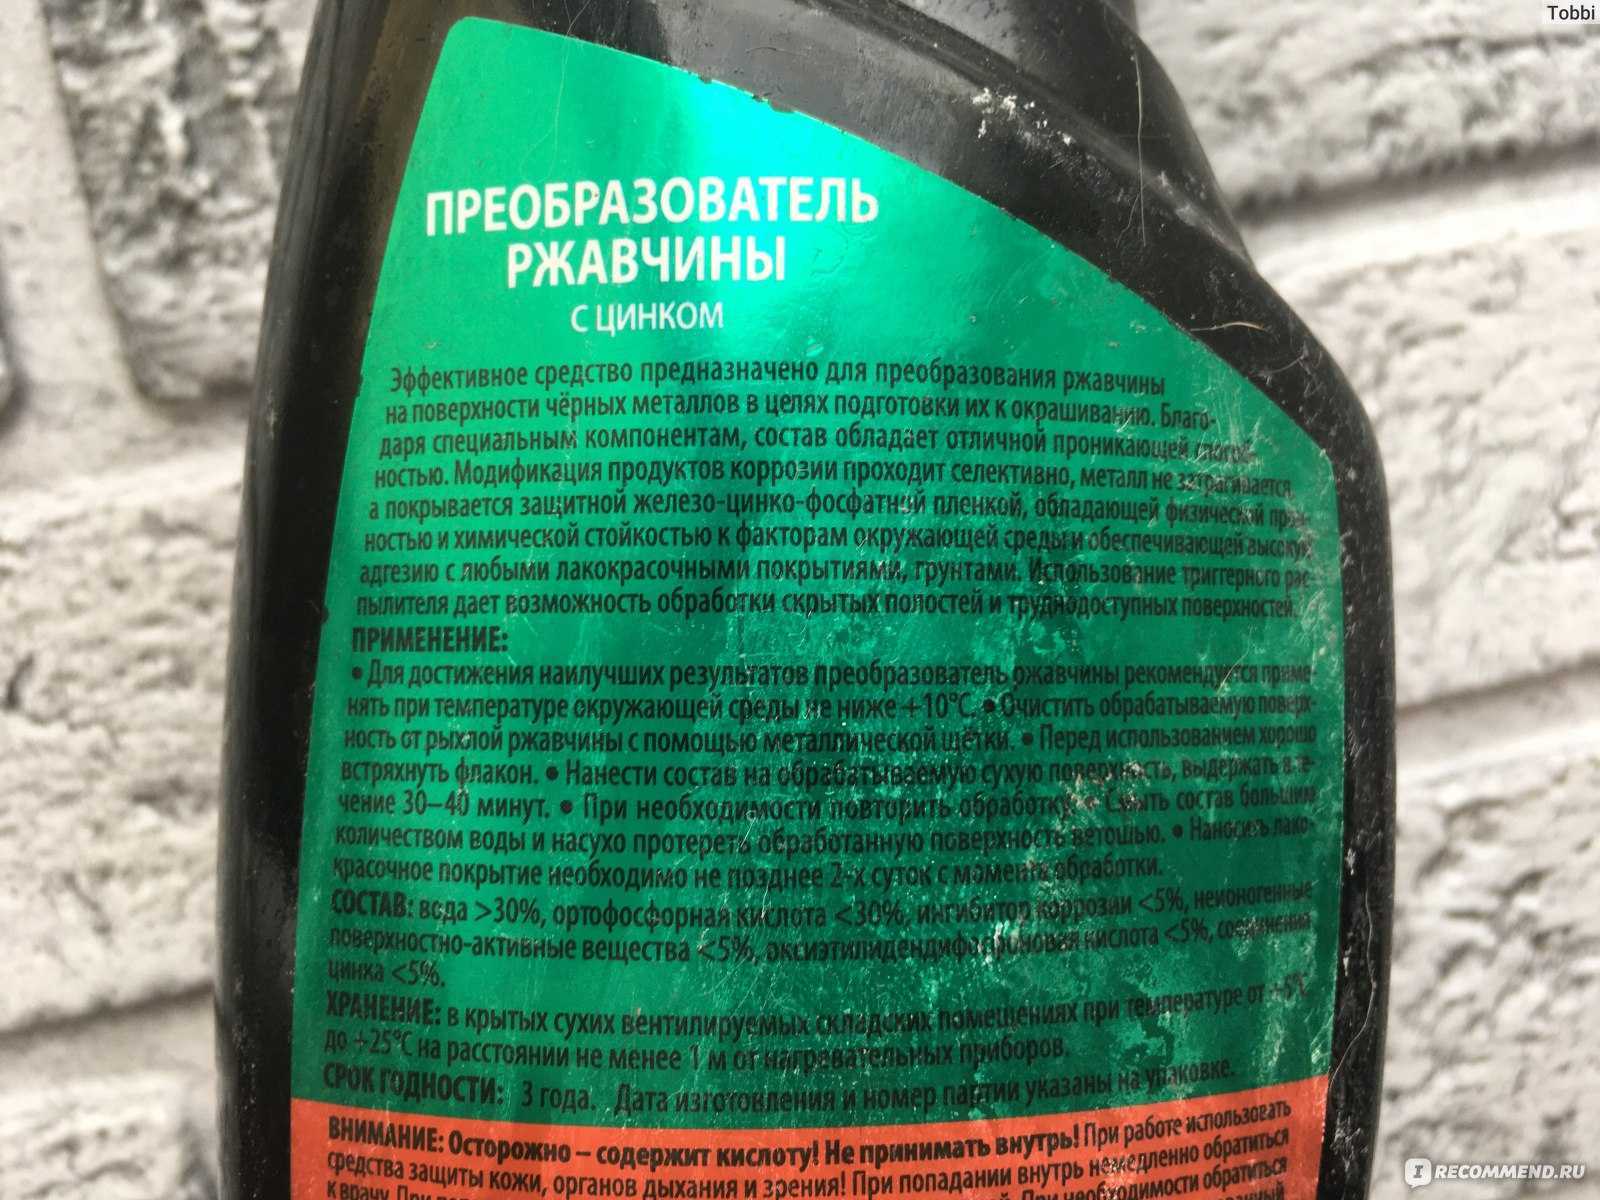 Tobbi
ПРЕОБРАЗОВАТЕЛЬ
РЖАВЧИНЫ
С ЦИНКОМ
Эффективное средство предназначено для преобразования ржавчины
на поверхности чёрных металлов в целях подготовки их к окрашиванию. Благо-
даря специальным компонентам, состав обладает отличной проникающей способ-
ностью. Модификация продуктов коррозии проходит селективно, металл не затрагивается,
а покрывается защитной железо-цинко-фосфатной пленкой, обладающей физической проч-
ностью и химической стойкостью к факторам окружающей среды и обеспечивающей высокую
адгезию с любыми лакокрасочными покрытиями, грунтами. Использование триггерного рас-
пылителя дает возможность обработки скрытых полостей и труднодоступных поверхностей.
ПРИМЕНЕНИЕ:
• Для достижения наилучших результатов преобразователь ржавчины рекомендуется приме-
нять при температуре окружающей среды не ниже +10°С. • Очистить обрабатываемую поверх-
ность от рыхлой ржавчины с помощью металлической щётки. • Перед использованием хорошо
встряхнуть флакон. • Нанести состав на обрабатываемую сухую поверхность, выдержать в те-
чение 30–40 минут. • При необходимости повторить обработку. • Смыть состав большим
количеством воды и насухо протереть обработанную поверхность ветошью. • Наносить лако-
красочное покрытие необходимо не позднее 2-х суток с момента обработки.
СОСТАВ: вода >30%, ортофосфорная кислота <30%, ингибитор коррозии <5%, неионогенные
поверхностно-активные вещества <5%, оксиэтилидендифосфоновая кислота <5%, соединения
цинка <5%.
ХРАНЕНИЕ: в крытых сухих вентилируемых складских помещениях при температуре от +5°С
до +25°С на расстоянии не менее 1 м от нагревательных приборов.
СРОК ГОДНОСТИ: 3 года. Дата изготовления и номер партии указаны на упаковке.
ВНИМАНИЕ: Осторожно – содержит кислоту! Не принимать внутрь! При работе использовать
средства защиты кожи, органов дыхания и зрения! При попадании внутрь немедленно обратиться
к врачу. При необходимости обратиться
IRECOMMEND.RU